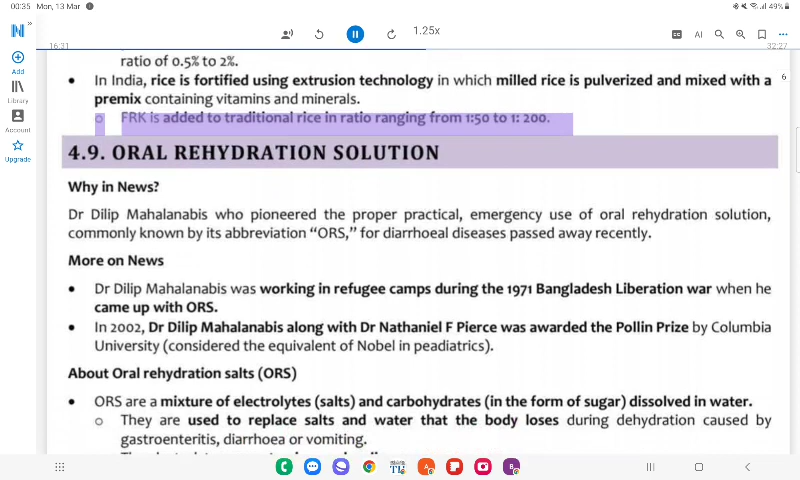 00:35 Mon, 13 Mar
49%
N
»
1.25x
AI
16:31
32:27
Add
Library
Account
Upgrade
6
ratio of 0.5% to 2%.
• In India, rice is fortified using extrusion technology in which milled rice is pulverized and mixed with a
premix containing vitamins and minerals.
o FRK is added to traditional rice in ratio ranging from 1:50 to 1: 200.
4.9. ORAL REHYDRATION SOLUTION
Why in News?
Dr Dilip Mahalanabis who pioneered the proper practical, emergency use of oral rehydration solution,
commonly known by its abbreviation “ORS,” for diarrhoeal diseases passed away recently.
More on News
• Dr Dilip Mahalanabis was working in refugee camps during the 1971 Bangladesh Liberation war when he
came up with ORS.
• In 2002, Dr Dilip Mahalanabis along with Dr Nathaniel F Pierce was awarded the Pollin Prize by Columbia
University (considered the equivalent of Nobel in peadiatrics).
About Oral rehydration salts (ORS)
• ORS are a mixture of electrolytes (salts) and carbohydrates (in the form of sugar) dissolved in water.
o They are used to replace salts and water that the body loses during dehydration caused by
gastroenteritis, diarrhoea or vomiting.